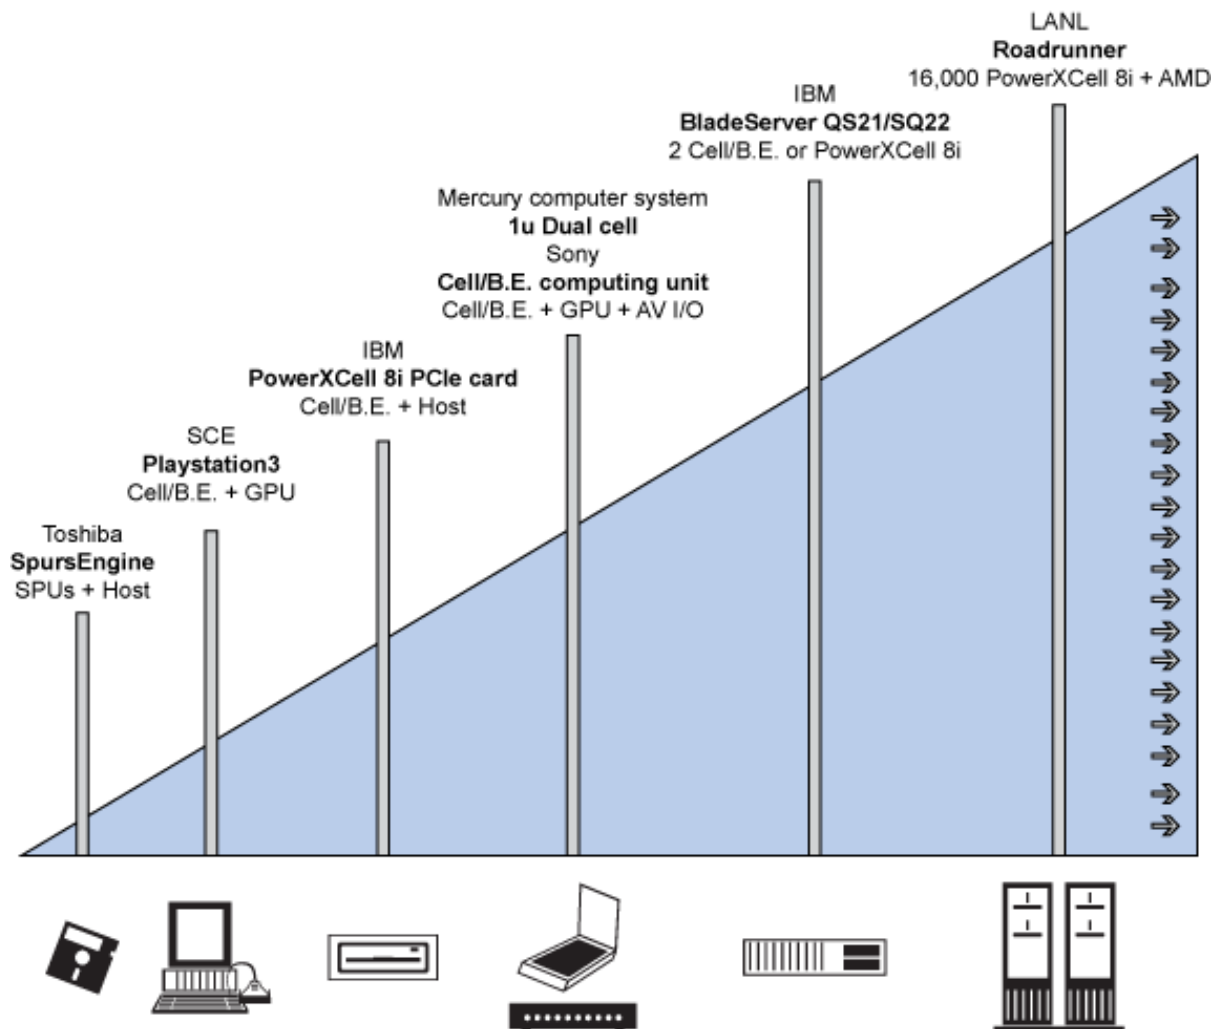 LANL
Roadrunner
16,000 PowerXCell 8i + AMD
IBM
BladeServer QS21/SQ22
2 Cell/B.E. or PowerXCell 8i
Mercury computer system
1u Dual cell
Sony
Cell/B.E. computing unit
Cell/B.E. + GPU + AV I/O
IBM
PowerXCell 8i PCIe card
Cell/B.E. + Host
SCE
Playstation3
Cell/B.E. + GPU
Toshiba
SpursEngine
SPUs + Host